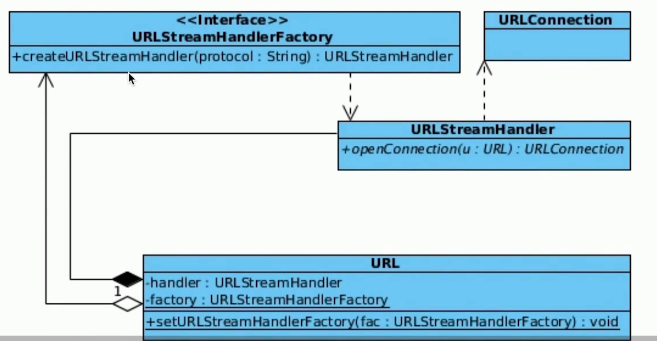 <<Interface>>
URLStreamHandlerFactory
+createURLStreamHandler(protocol : String) : URLStreamHandler
URLConnection
URLStreamHandler
+openConnection(u : URL) : URLConnection
URL
-handler : URLStreamHandler
1
-factory : URLStreamHandlerFactory
+setURLStreamHandlerFactory(fac : URLStreamHandlerFactory) : void